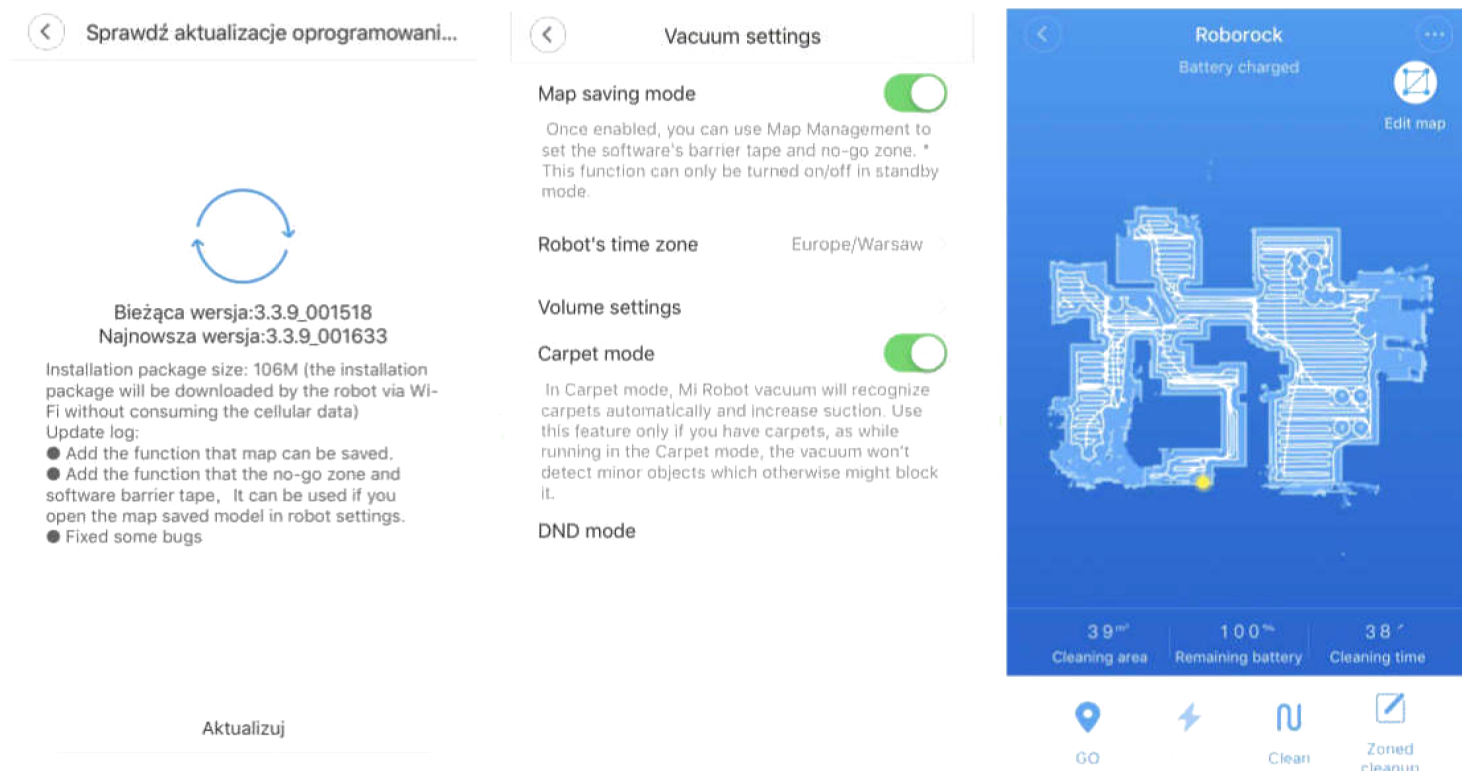 Sprawdź aktualizacje oprogramowani...
Bieżąca wersja:3.3.9_001518
Najnowsza wersja:3.3.9_001633
Installation package size: 106M (the installation
package will be downloaded by the robot via Wi-
Fi without consuming the cellular data)
Update log:
● Add the function that map can be saved.
● Add the function that the no-go zone and
software barrier tape, It can be used if you
open the map saved model in robot settings.
● Fixed some bugs
Aktualizuj
Vacuum settings
Map saving mode
Once enabled, you can use Map Management to
set the software's barrier tape and no-go zone. *
This function can only be turned on/off in standby
mode.
Robot's time zone Europe/Warsaw
Volume settings
Carpet mode
In Carpet mode, Mi Robot vacuum will recognize
carpets automatically and increase suction. Use
this feature only if you have carpets, as while
running in the Carpet mode, the vacuum won't
detect minor objects which otherwise might block
it.
DND mode
Roborock
Battery charged
Edit map
39m² 100% 38′
Cleaning area Remaining battery Cleaning time
GO Clean Zoned
cleanup